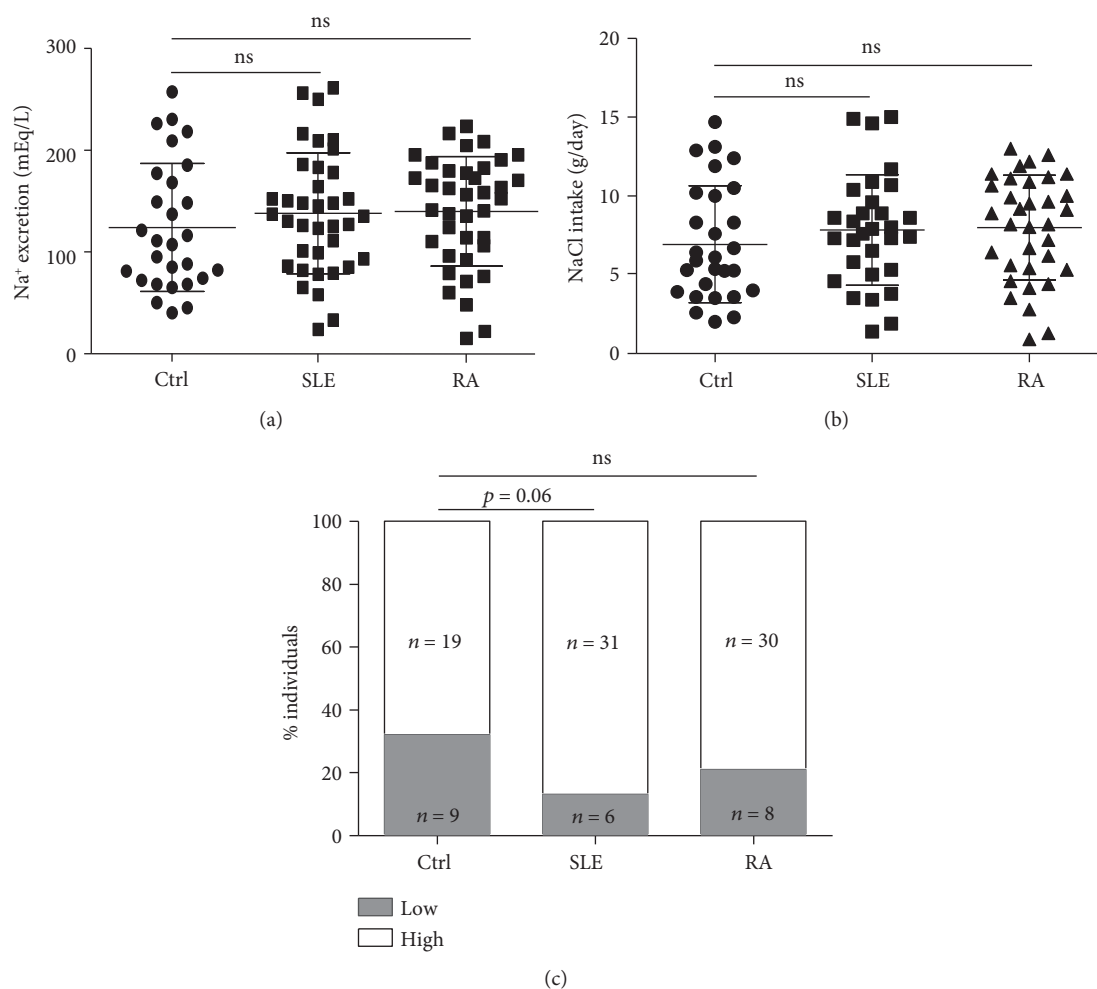 ns
ns
300
200
100
0
Na⁺ excretion (mEq/L)
Ctrl
SLE
RA
(a)
ns
ns
20
15
10
5
0
NaCl intake (g/day)
Ctrl
SLE
RA
(b)
ns
p = 0.06
100
80
60
40
20
0
% individuals
n = 19
n = 31
n = 30
n = 9
n = 6
n = 8
Ctrl
SLE
RA
Low
High
(c)